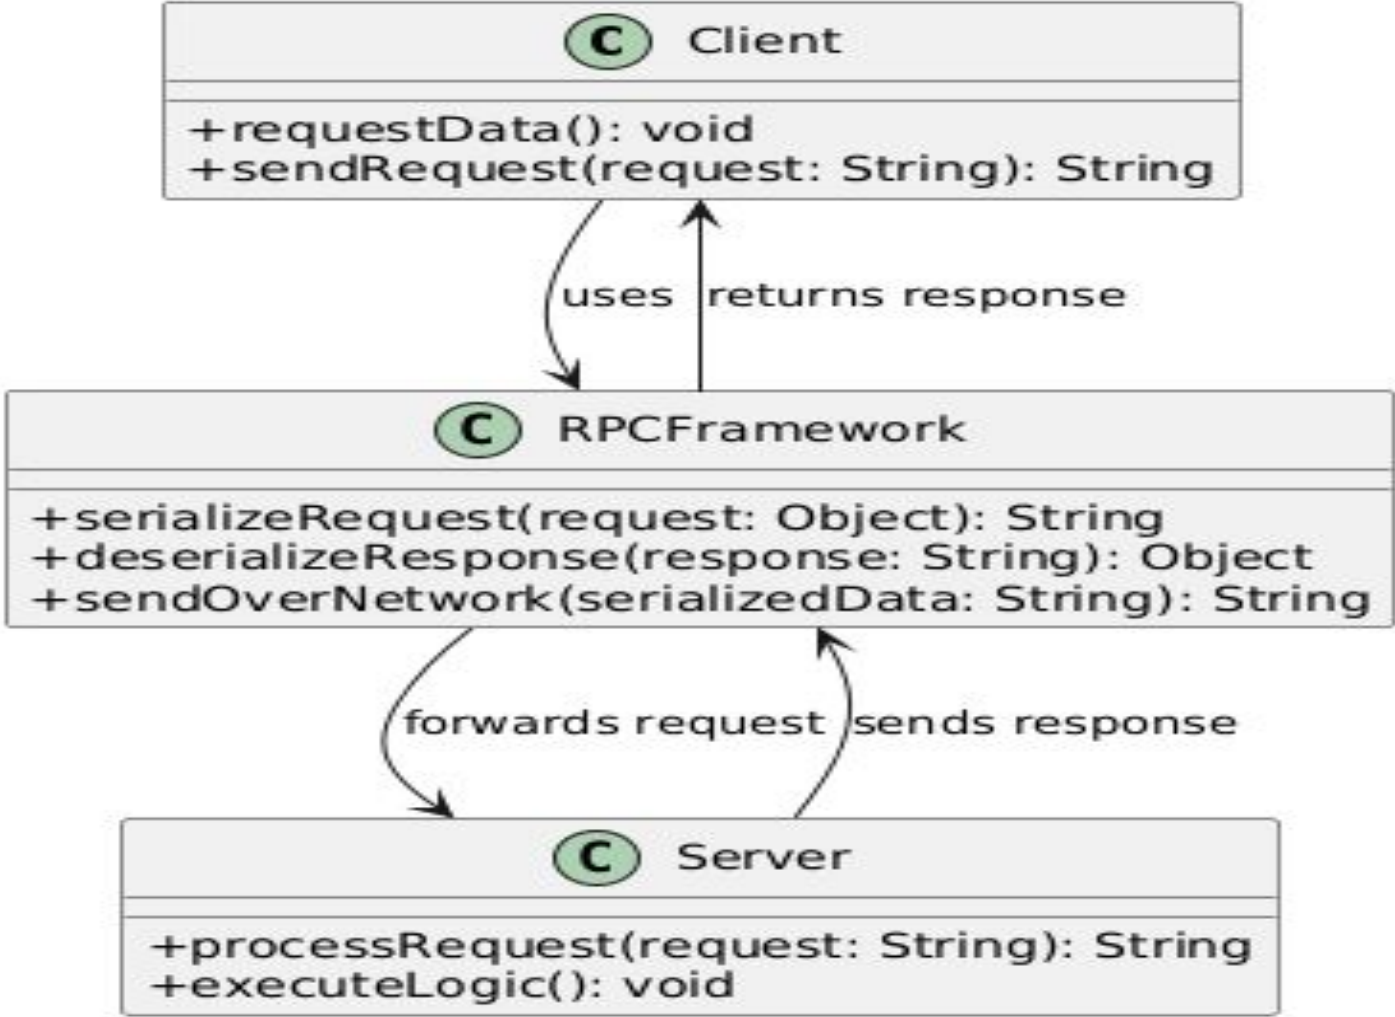 C Client
+requestData(): void
+sendRequest(request: String): String
uses returns response
C RPCFramework
+serializeRequest(request: Object): String
+deserializeResponse(response: String): Object
+sendOverNetwork(serializedData: String): String
forwards request sends response
C Server
+processRequest(request: String): String
+executeLogic(): void